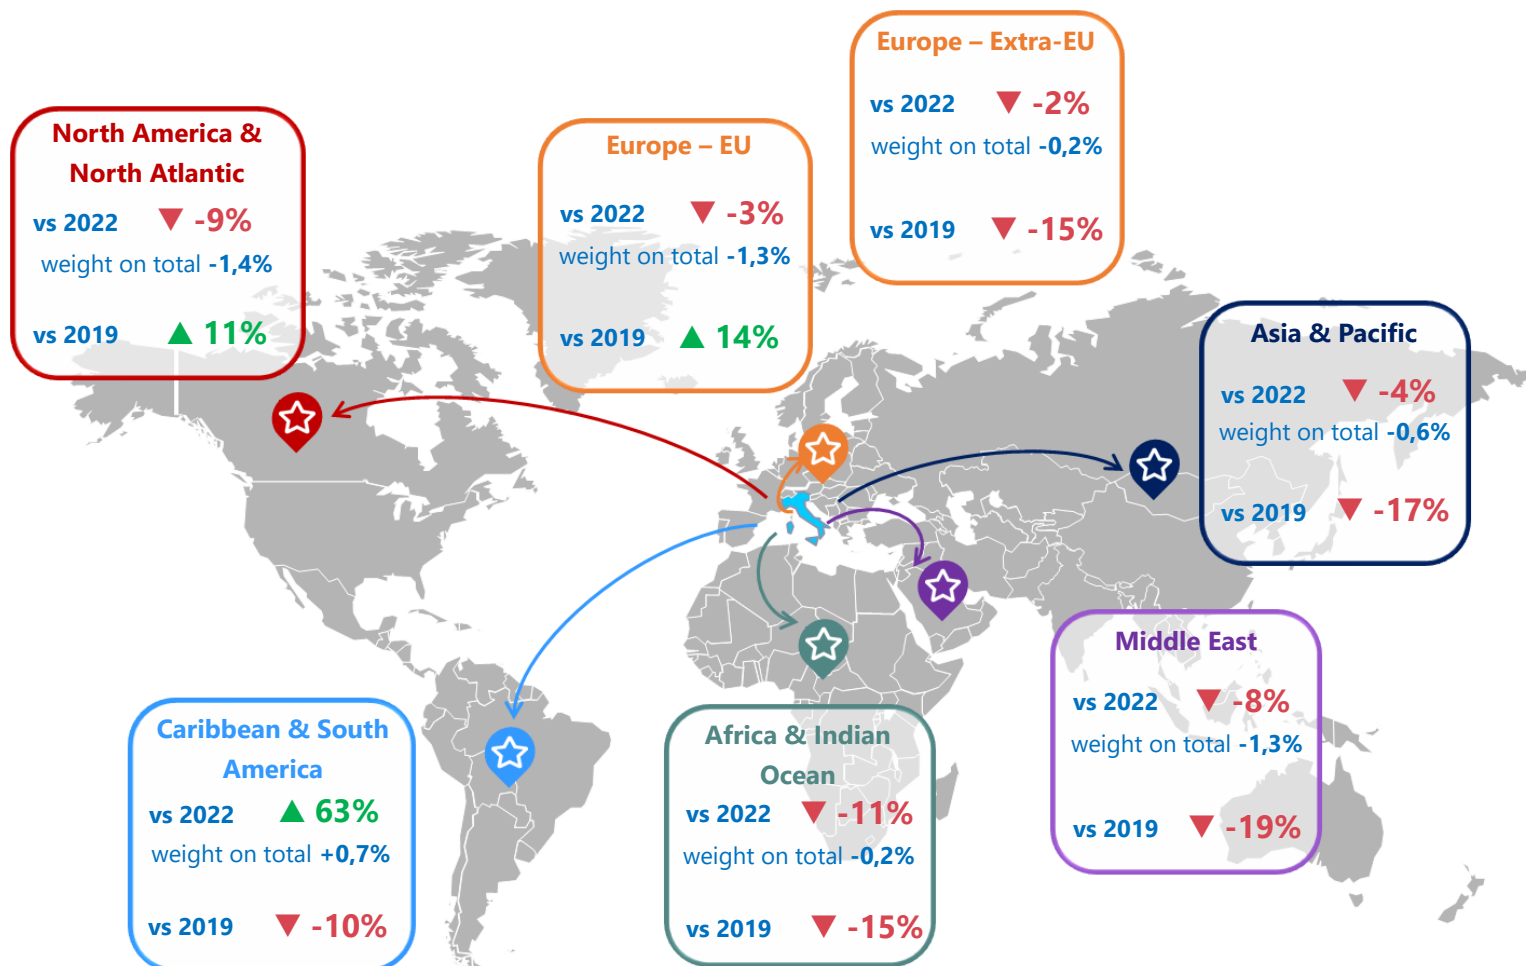 Europe – Extra-EU
vs 2022 ▼ -2%
weight on total -0,2%
vs 2019 ▼ -15%
North America &
North Atlantic
vs 2022 ▼ -9%
weight on total -1,4%
vs 2019 ▲ 11%
Europe – EU
vs 2022 ▼ -3%
weight on total -1,3%
vs 2019 ▲ 14%
Asia & Pacific
vs 2022 ▼ -4%
weight on total -0,6%
vs 2019 ▼ -17%
Middle East
vs 2022 ▼ -8%
weight on total -1,3%
vs 2019 ▼ -19%
Caribbean & South
America
vs 2022 ▲ 63%
weight on total +0,7%
vs 2019 ▼ -10%
Africa & Indian
Ocean
vs 2022 ▼ -11%
weight on total -0,2%
vs 2019 ▼ -15%